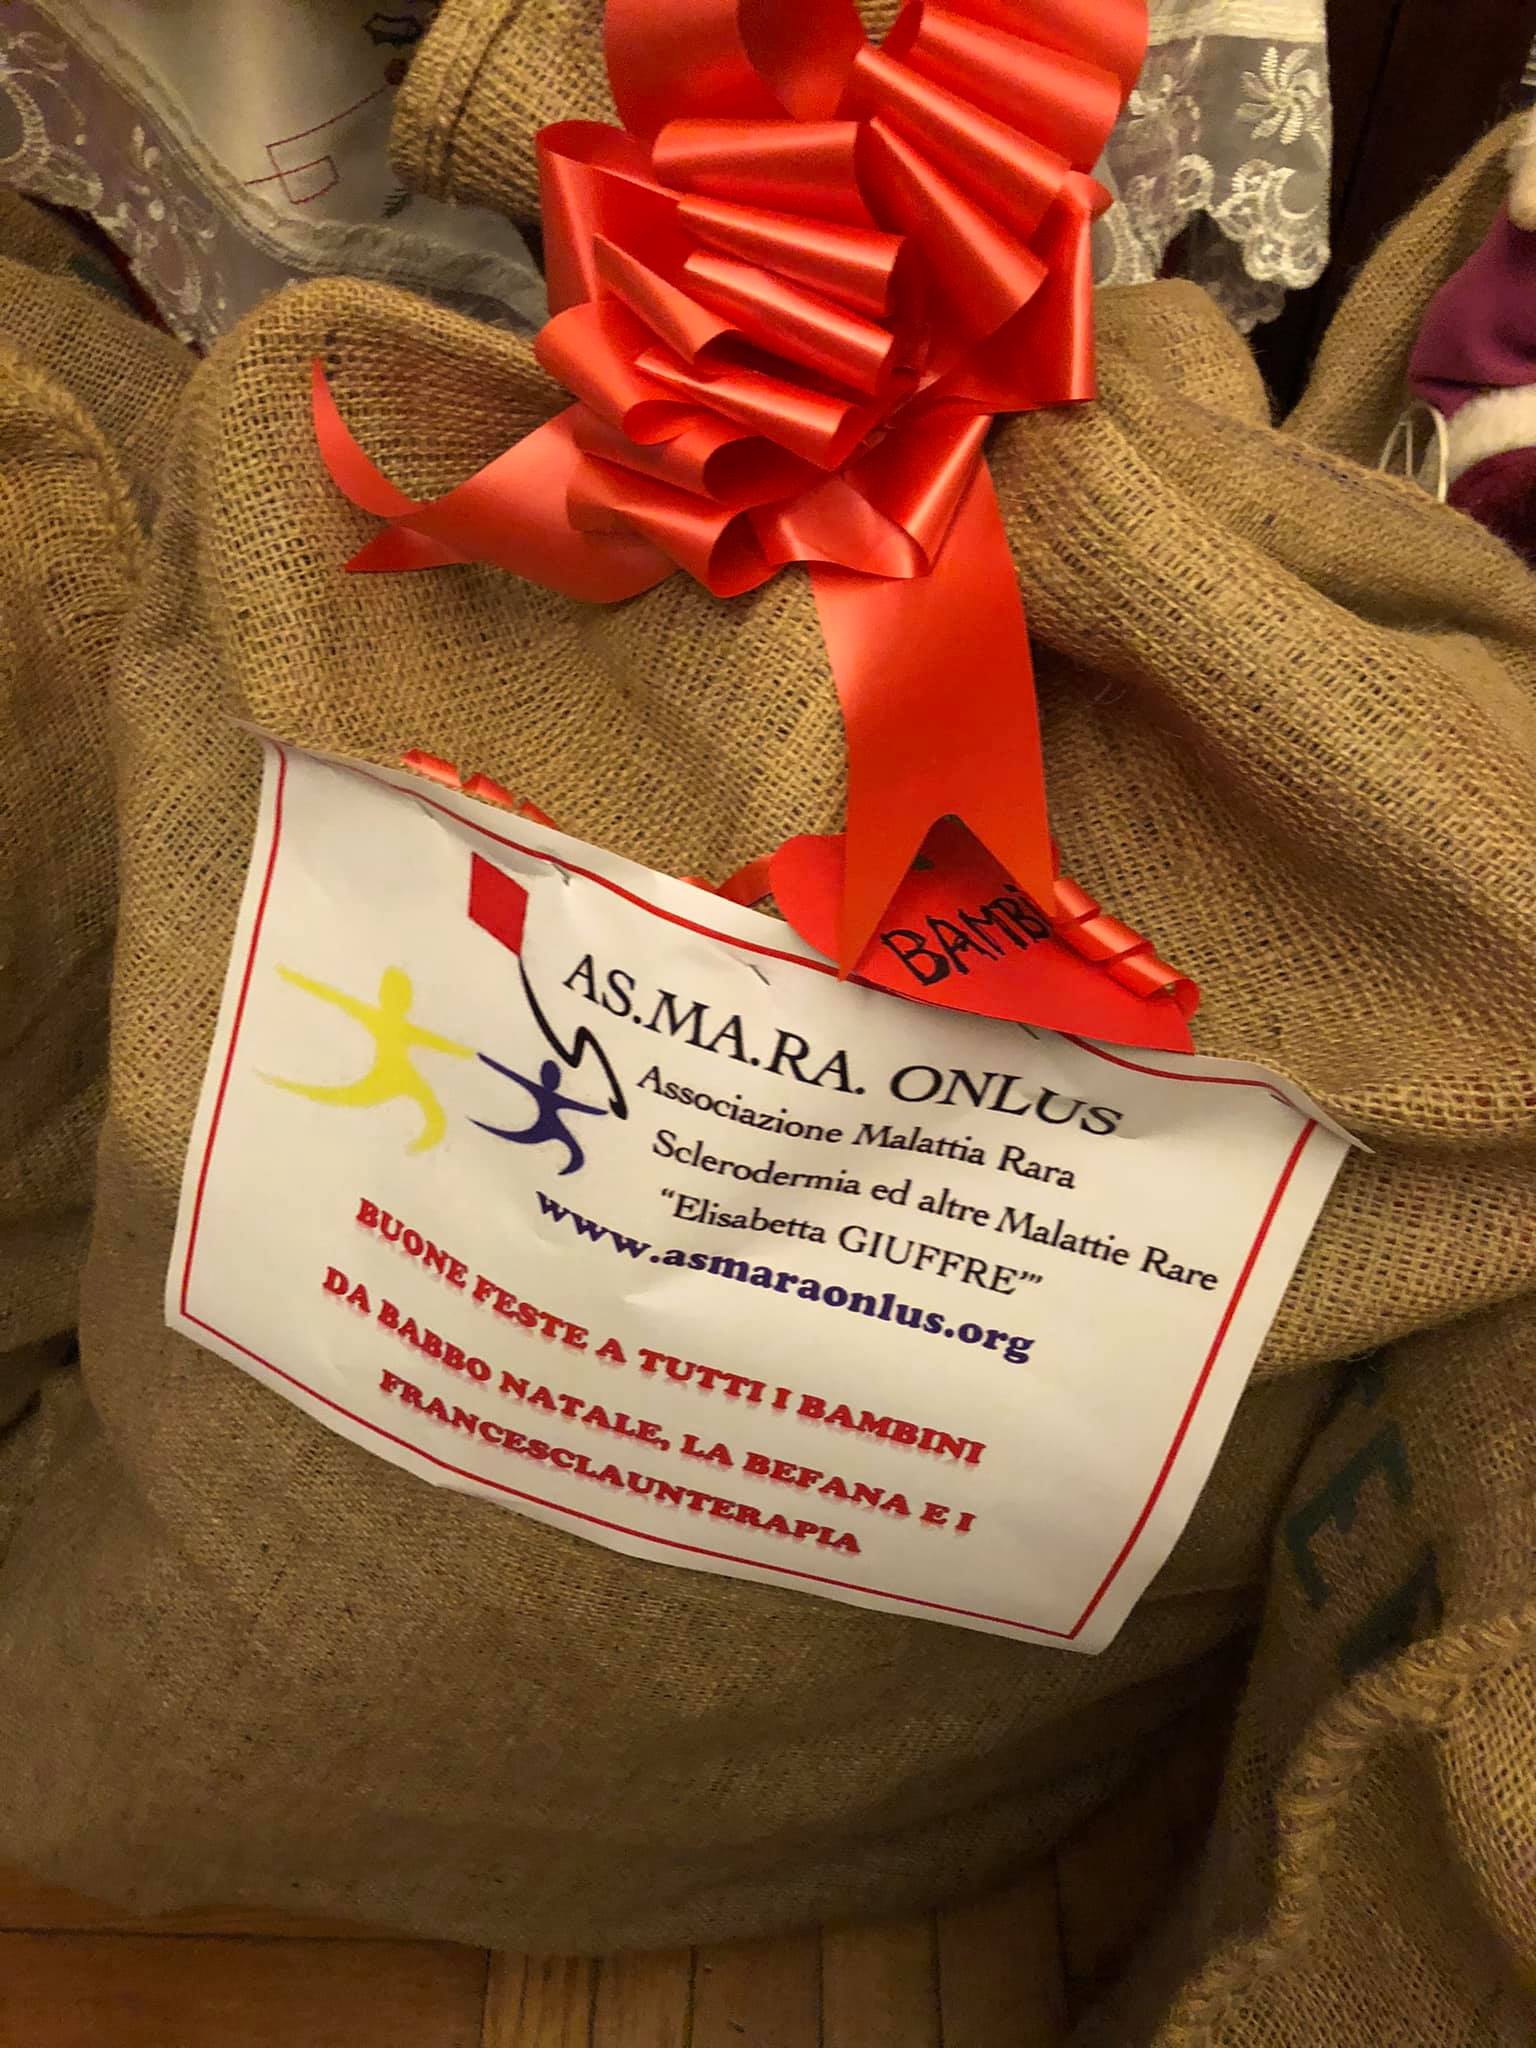 BAMBI
AS.MA.RA. ONLUS
Associazione Malattia Rara
Sclerodermia ed altre Malattie Rare
“Elisabetta GIUFFRE’”
www.asmaraonlus.org
BUONE FESTE A TUTTI I BAMBINI
DA BABBO NATALE, LA BEFANA E I
FRANCESCLAUNTERAPIA